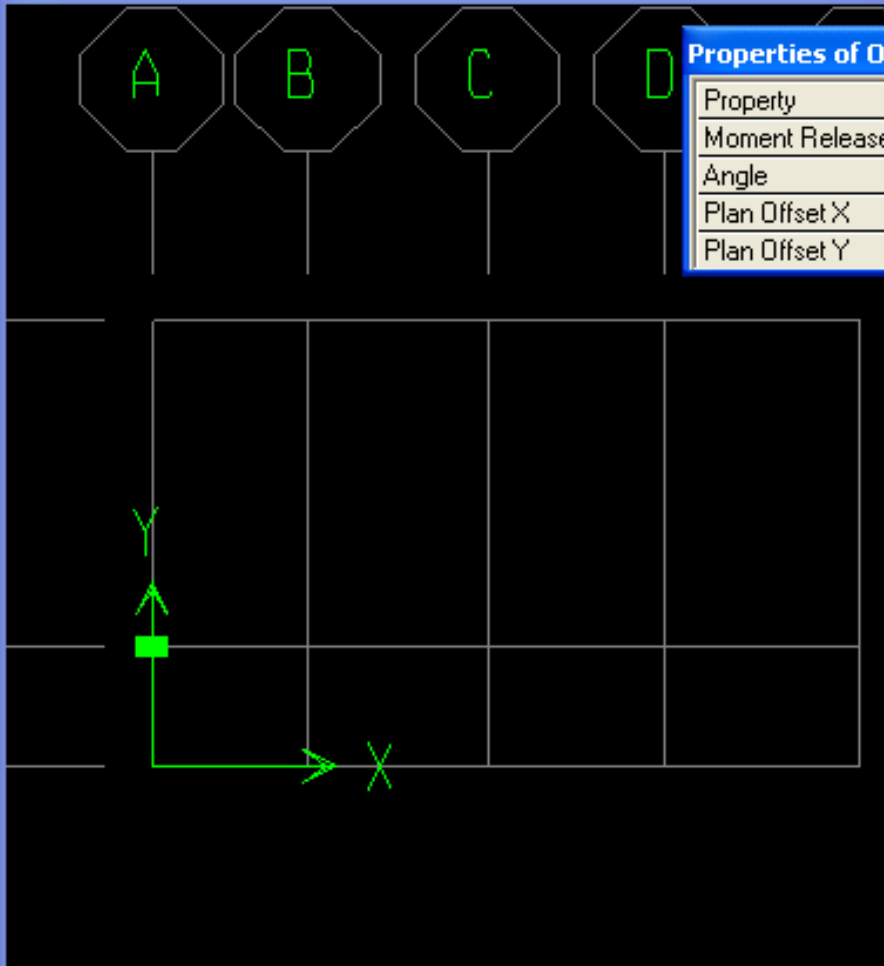 A B C D
Properties of O
Property
Moment Release
Angle
Plan Offset X
Plan Offset Y
Y
X